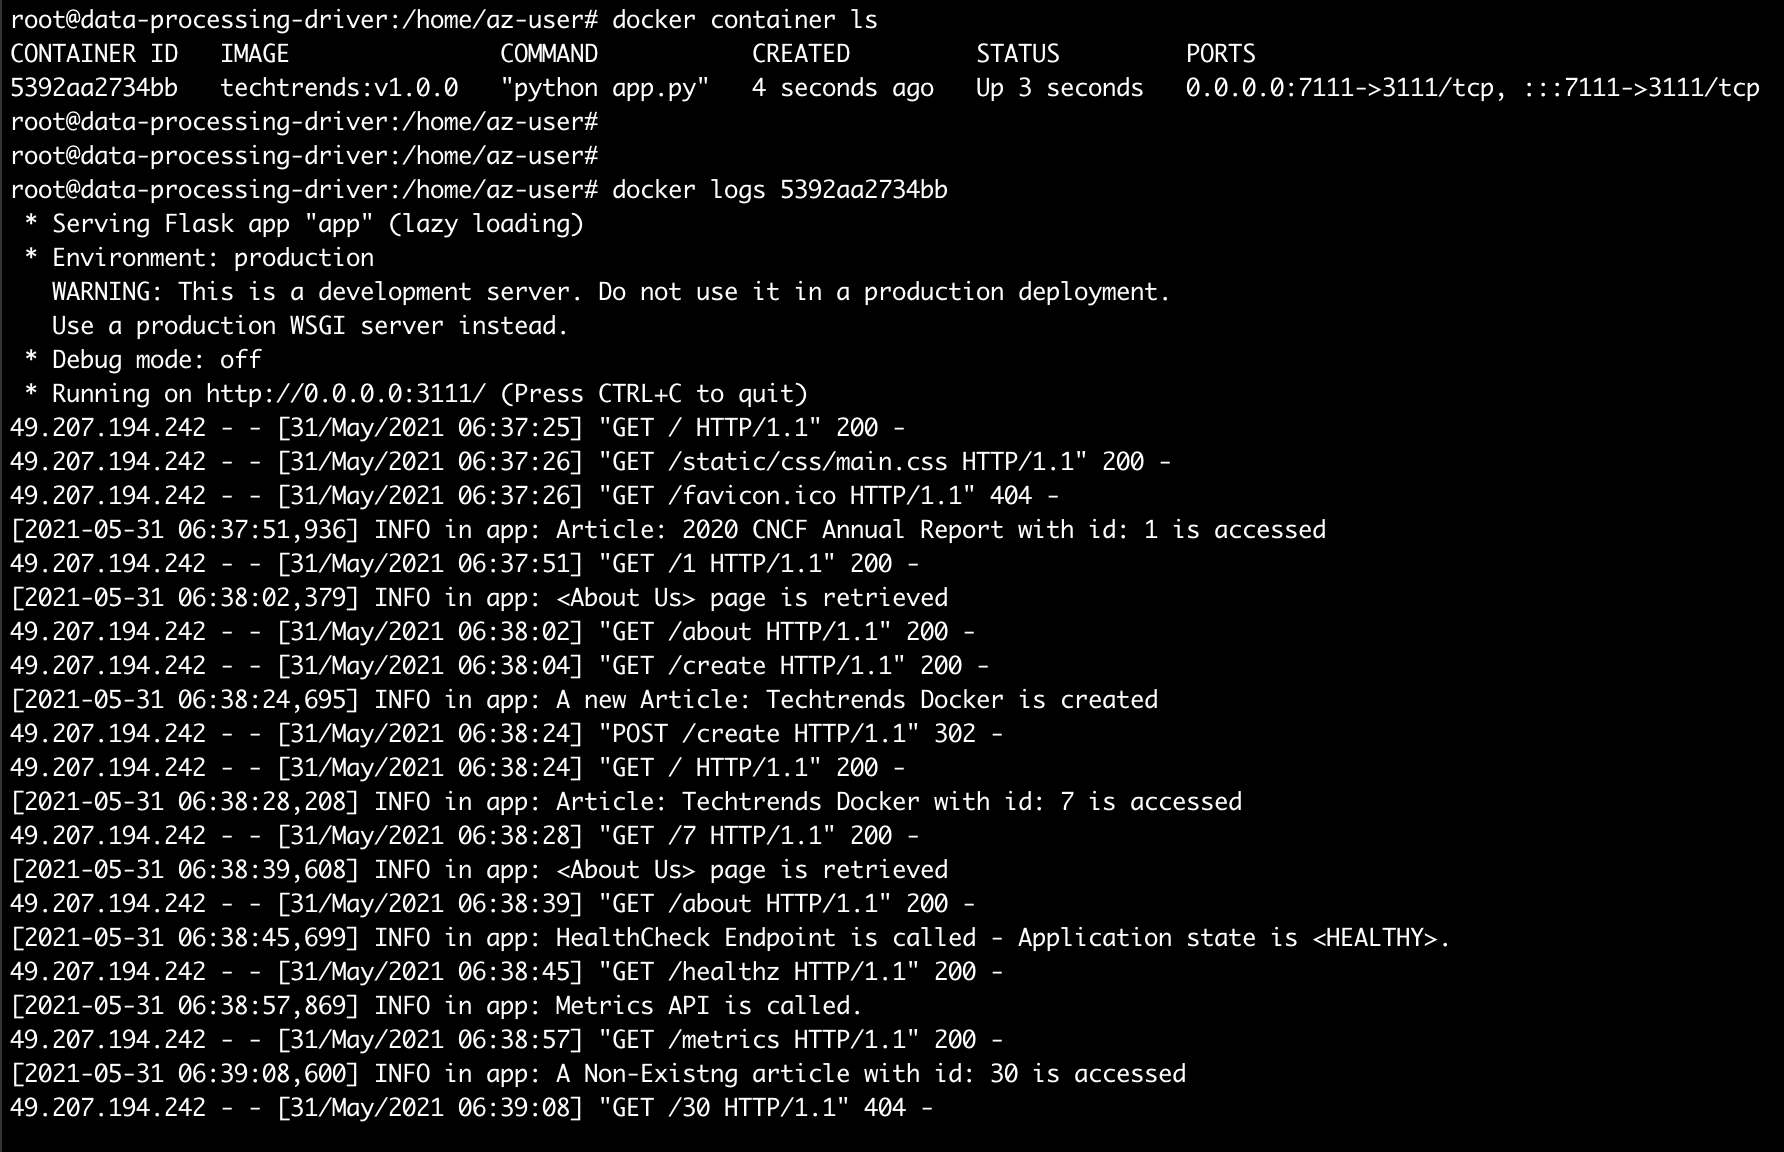 root@data-processing-driver:/home/az-user# docker container ls
CONTAINER ID   IMAGE               COMMAND           CREATED         STATUS         PORTS
5392aa2734bb   techtrends:v1.0.0   "python app.py"   4 seconds ago   Up 3 seconds   0.0.0.0:7111->3111/tcp, :::7111->3111/tcp
root@data-processing-driver:/home/az-user#
root@data-processing-driver:/home/az-user#
root@data-processing-driver:/home/az-user# docker logs 5392aa2734bb
 * Serving Flask app "app" (lazy loading)
 * Environment: production
   WARNING: This is a development server. Do not use it in a production deployment.
   Use a production WSGI server instead.
 * Debug mode: off
 * Running on http://0.0.0.0:3111/ (Press CTRL+C to quit)
49.207.194.242 - - [31/May/2021 06:37:25] "GET / HTTP/1.1" 200 -
49.207.194.242 - - [31/May/2021 06:37:26] "GET /static/css/main.css HTTP/1.1" 200 -
49.207.194.242 - - [31/May/2021 06:37:26] "GET /favicon.ico HTTP/1.1" 404 -
[2021-05-31 06:37:51,936] INFO in app: Article: 2020 CNCF Annual Report with id: 1 is accessed
49.207.194.242 - - [31/May/2021 06:37:51] "GET /1 HTTP/1.1" 200 -
[2021-05-31 06:38:02,379] INFO in app: <About Us> page is retrieved
49.207.194.242 - - [31/May/2021 06:38:02] "GET /about HTTP/1.1" 200 -
49.207.194.242 - - [31/May/2021 06:38:04] "GET /create HTTP/1.1" 200 -
[2021-05-31 06:38:24,695] INFO in app: A new Article: Techtrends Docker is created
49.207.194.242 - - [31/May/2021 06:38:24] "POST /create HTTP/1.1" 302 -
49.207.194.242 - - [31/May/2021 06:38:24] "GET / HTTP/1.1" 200 -
[2021-05-31 06:38:28,208] INFO in app: Article: Techtrends Docker with id: 7 is accessed
49.207.194.242 - - [31/May/2021 06:38:28] "GET /7 HTTP/1.1" 200 -
[2021-05-31 06:38:39,608] INFO in app: <About Us> page is retrieved
49.207.194.242 - - [31/May/2021 06:38:39] "GET /about HTTP/1.1" 200 -
[2021-05-31 06:38:45,699] INFO in app: HealthCheck Endpoint is called - Application state is <HEALTHY>.
49.207.194.242 - - [31/May/2021 06:38:45] "GET /healthz HTTP/1.1" 200 -
[2021-05-31 06:38:57,869] INFO in app: Metrics API is called.
49.207.194.242 - - [31/May/2021 06:38:57] "GET /metrics HTTP/1.1" 200 -
[2021-05-31 06:39:08,600] INFO in app: A Non-Existng article with id: 30 is accessed
49.207.194.242 - - [31/May/2021 06:39:08] "GET /30 HTTP/1.1" 404 -